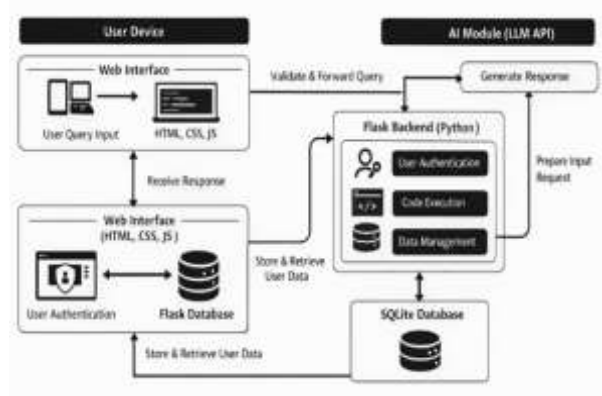 User Device
AI Module (LLM API)
Web Interface
User Query Input
HTML, CSS, JS
Validate & Forward Query
Generate Response
Flask Backend (Python)
User Authentication
Code Execution
Data Management
Prepare Input
Request
Receive Response
Web Interface
(HTML, CSS, JS)
User Authentication
Flask Database
Store & Retrieve
User Data
SQLite Database
Store & Retrieve User Data